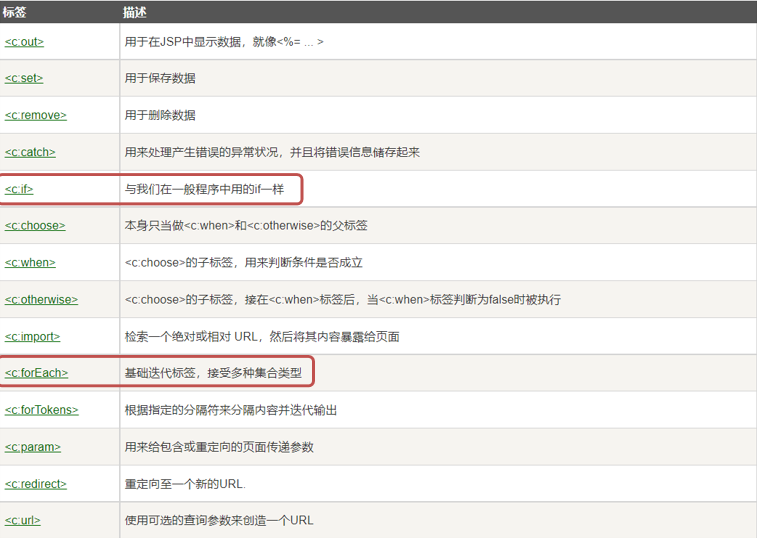 标签 描述
<c:out> 用于在JSP中显示数据，就像<%= ... >
<c:set> 用于保存数据
<c:remove> 用于删除数据
<c:catch> 用来处理产生错误的异常状况，并且将错误信息储存起来
<c:if> 与我们在一般程序中用的if一样
<c:choose> 本身只当做<c:when>和<c:otherwise>的父标签
<c:when> <c:choose>的子标签，用来判断条件是否成立
<c:otherwise> <c:choose>的子标签，接在<c:when>标签后，当<c:when>标签判断为false时被执行
<c:import> 检索一个绝对或相对 URL，然后将其内容暴露给页面
<c:forEach> 基础迭代标签，接受多种集合类型
<c:forTokens> 根据指定的分隔符来分隔内容并迭代输出
<c:param> 用来给包含或重定向的页面传递参数
<c:redirect> 重定向至一个新的URL.
<c:url> 使用可选的查询参数来创造一个URL